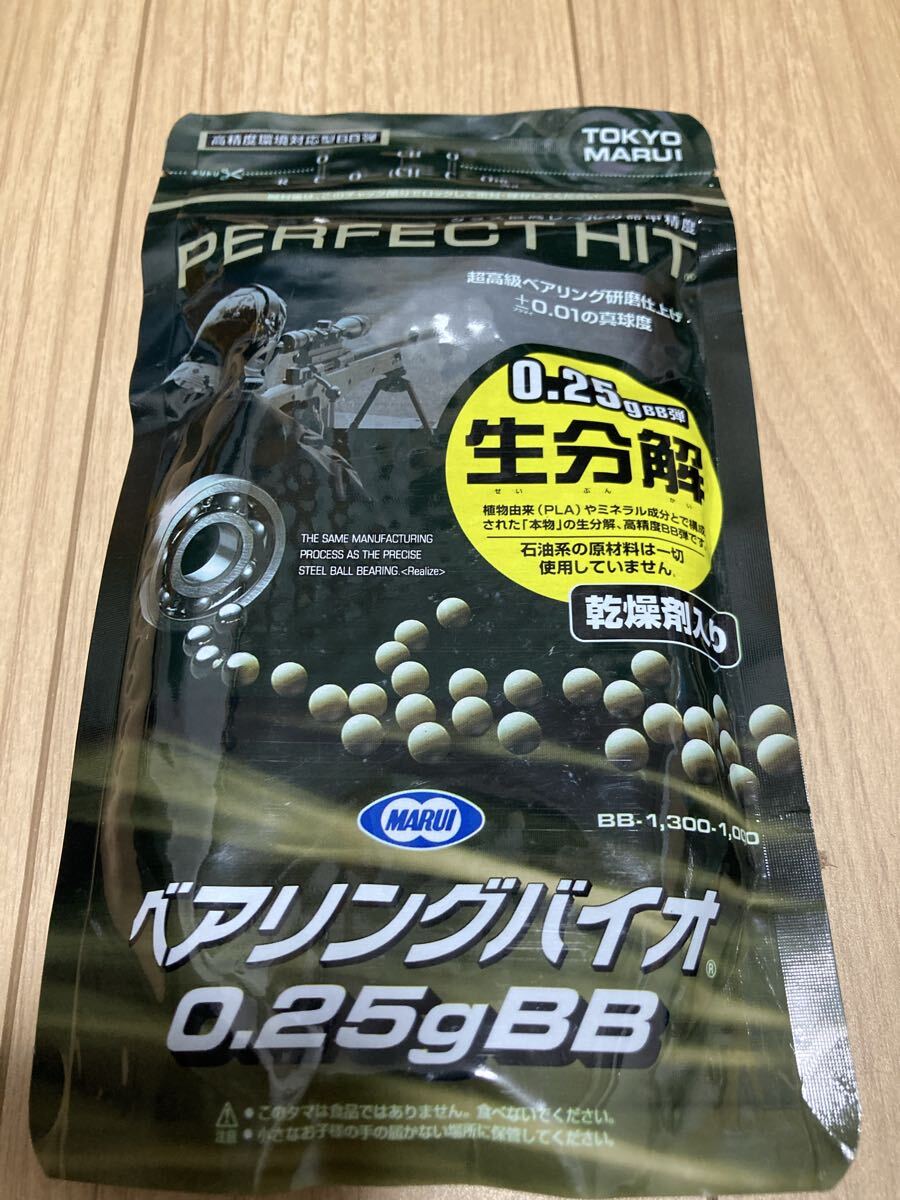 高精度環境対応型BB弾
TOKYO
MARUI
PERFECT HIT
超高級ベアリング研磨仕上げ
±0.01の真球度
0.25gBB弾
生分解
せい ぶん かい
植物由来(PLA)やミネラル成分とで構成
された「本物」の生分解、高精度BB弾です。
石油系の原材料は一切
使用していません。
THE SAME MANUFACTURING
PROCESS AS THE PRECISE
STEEL BALL BEARING.<Realize>
乾燥剤入り
MARUI
BB-1,300-1,000
ベアリングバイオ®
0.25gBB
注意
●このタマは食品ではありません。食べないでください。
●小さなお子様の手の届かない場所に保管してください。